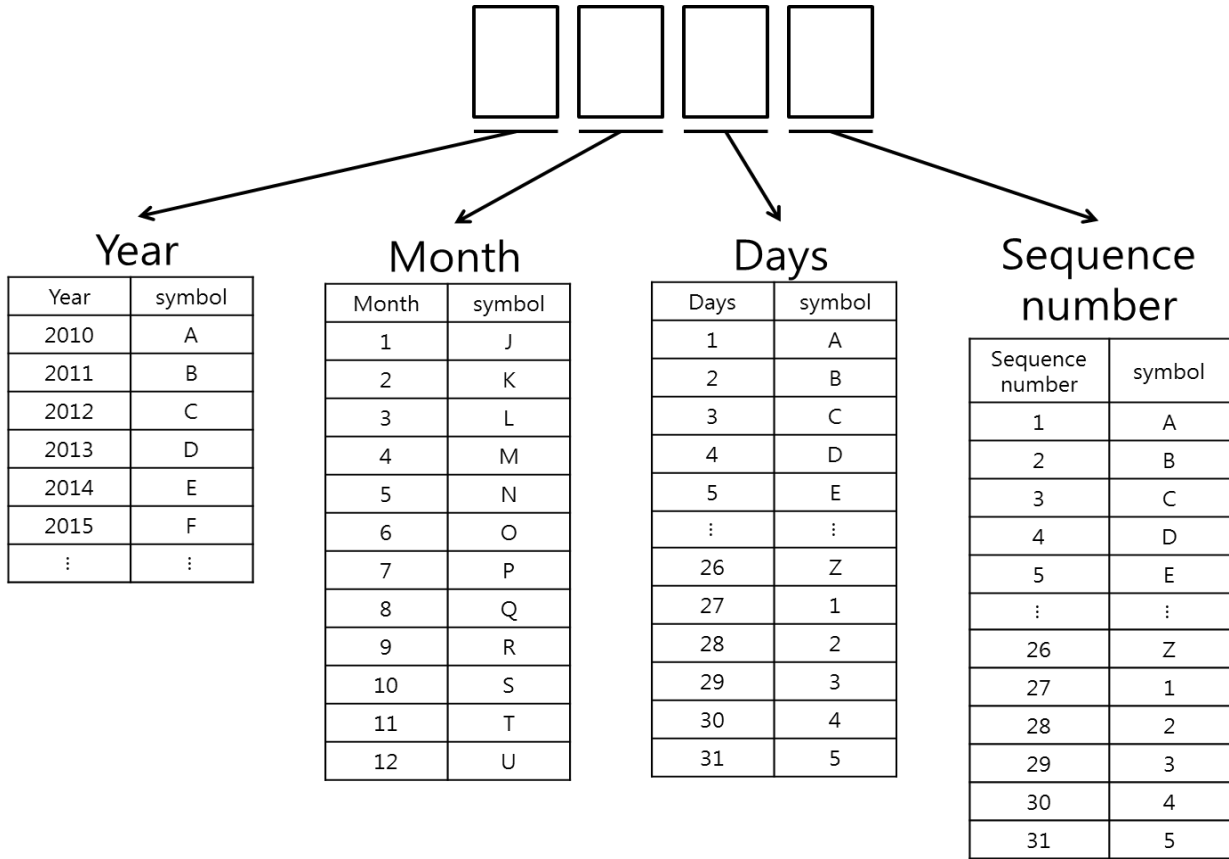 Year
Year symbol
2010 A
2011 B
2012 C
2013 D
2014 E
2015 F
⋮ ⋮
Month
Month symbol
1 J
2 K
3 L
4 M
5 N
6 O
7 P
8 Q
9 R
10 S
11 T
12 U
Days
Days symbol
1 A
2 B
3 C
4 D
5 E
⋮ ⋮
26 Z
27 1
28 2
29 3
30 4
31 5
Sequence
number
Sequence
number symbol
1 A
2 B
3 C
4 D
5 E
⋮ ⋮
26 Z
27 1
28 2
29 3
30 4
31 5